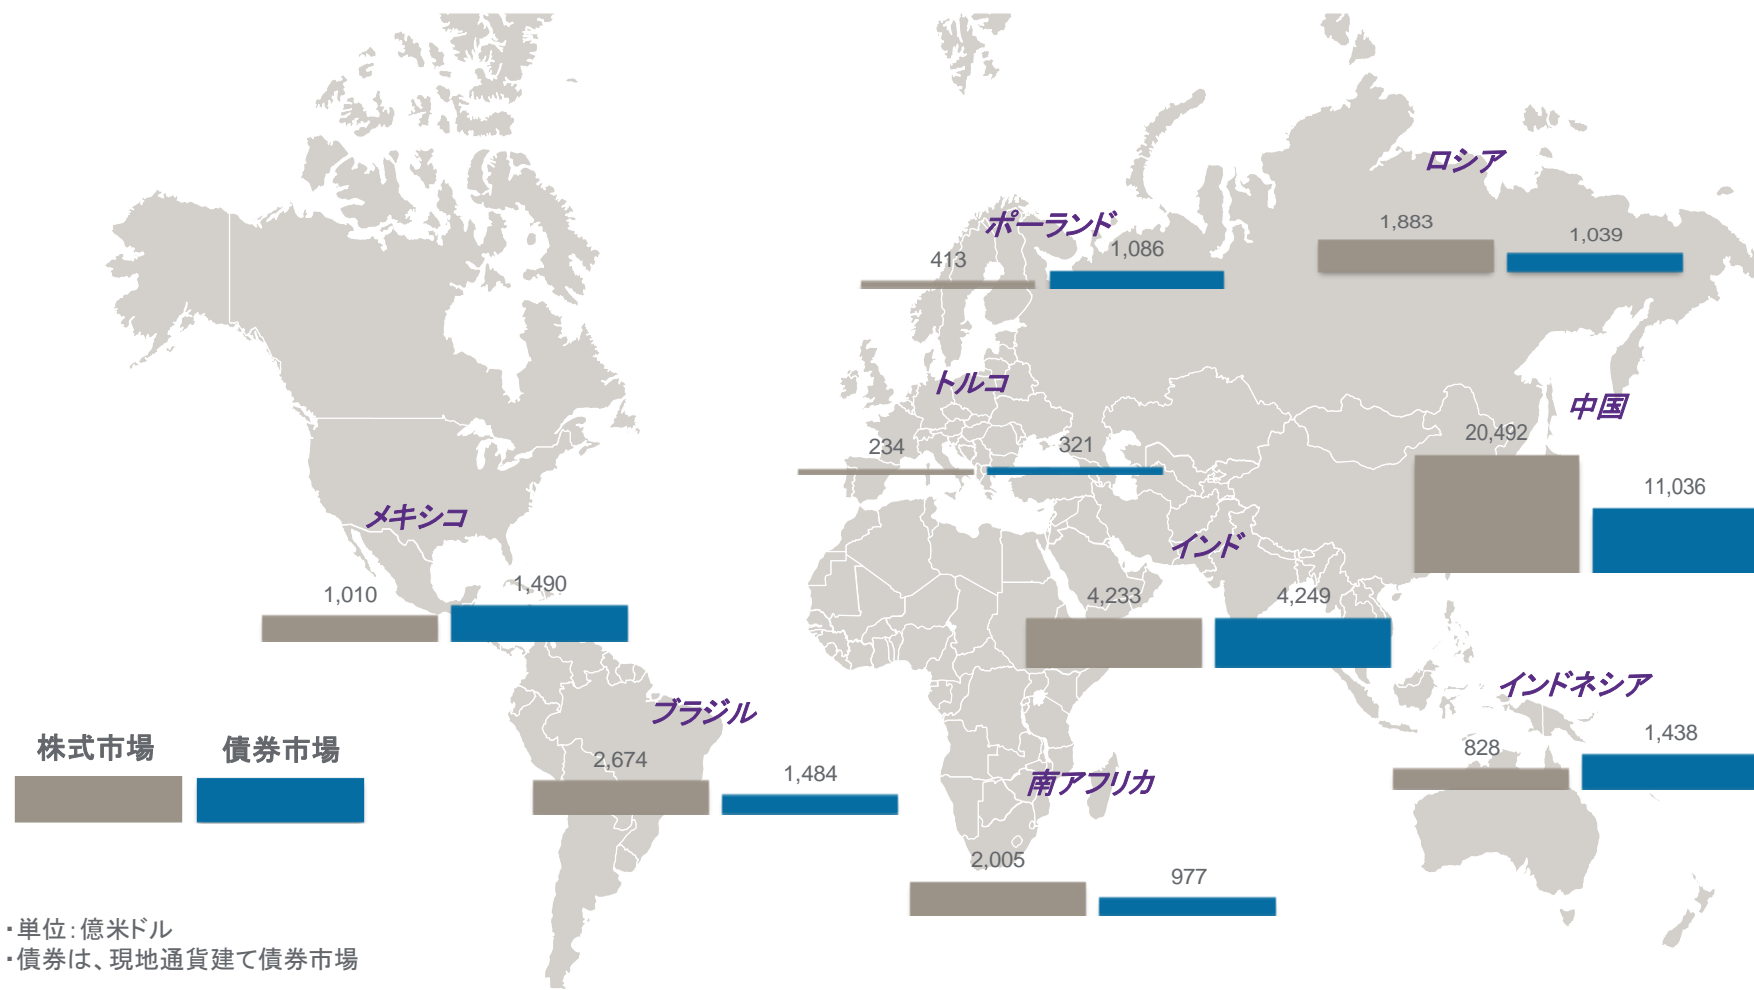 ロシア
1,883
1,039
ポーランド
413
1,086
トルコ
234
321
中国
20,492
11,036
メキシコ
1,010
1,490
インド
4,233
4,249
インドネシア
828
1,438
ブラジル
2,674
1,484
南アフリカ
2,005
977
株式市場
債券市場
・単位：億米ドル
・債券は、現地通貨建て債券市場